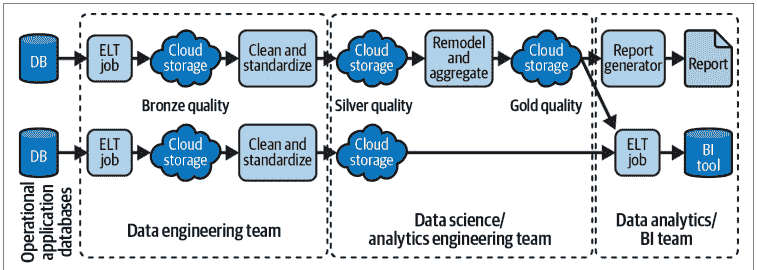 DB
ELT
job
Cloud
storage
Clean and
standardize
Cloud
storage
Remodel
and
aggregate
Cloud
storage
Report
generator
Report
Bronze quality
Silver quality
Gold quality
DB
ELT
job
Cloud
storage
Clean and
standardize
Cloud
storage
ELT
job
BI
tool
Operational
application
databases
Data engineering team
Data science/
analytics engineering team
Data analytics/
BI team